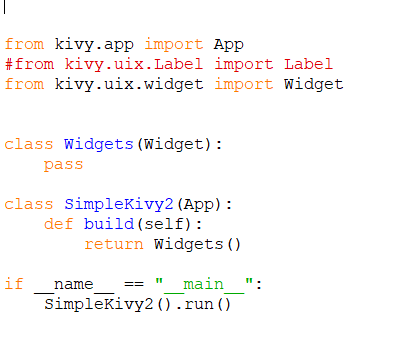 from kivy.app import App
#from kivy.uix.Label import Label
from kivy.uix.widget import Widget
class Widgets(Widget):
    pass
class SimpleKivy2(App):
    def build(self):
        return Widgets()
if __name__ == "__main__":
    SimpleKivy2().run()